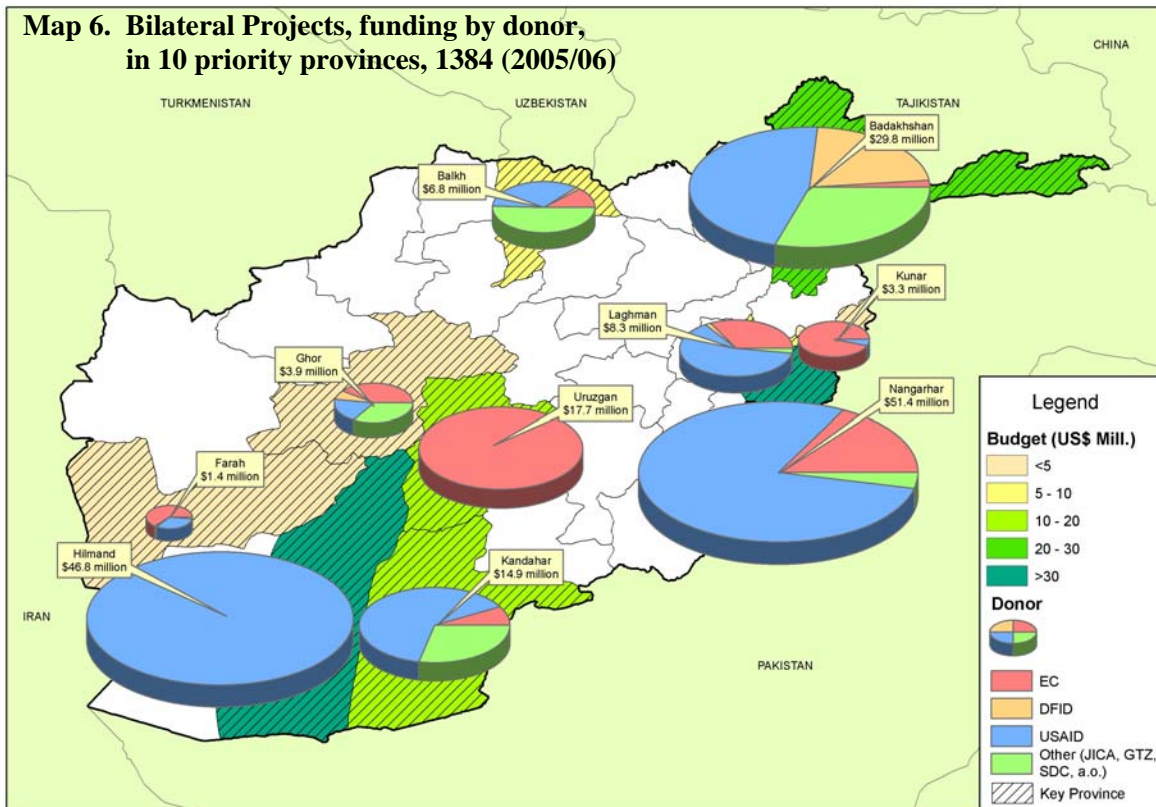 Map 6. Bilateral Projects, funding by donor,
in 10 priority provinces, 1384 (2005/06)
CHINA
TURKMENISTAN
UZBEKISTAN
TAJIKISTAN
Badakhshan
$29.8 million
Balkh
$6.8 million
Kunar
$3.3 million
Laghman
$8.3 million
Ghor
$3.9 million
Uruzgan
$17.7 million
Nangarhar
$51.4 million
Farah
$1.4 million
Hilmand
$46.8 million
Kandahar
$14.9 million
IRAN
PAKISTAN
Legend
Budget (US$ Mill.)
<5
5 - 10
10 - 20
20 - 30
>30
Donor
EC
DFID
USAID
Other (JICA, GTZ,
SDC, a.o.)
Key Province